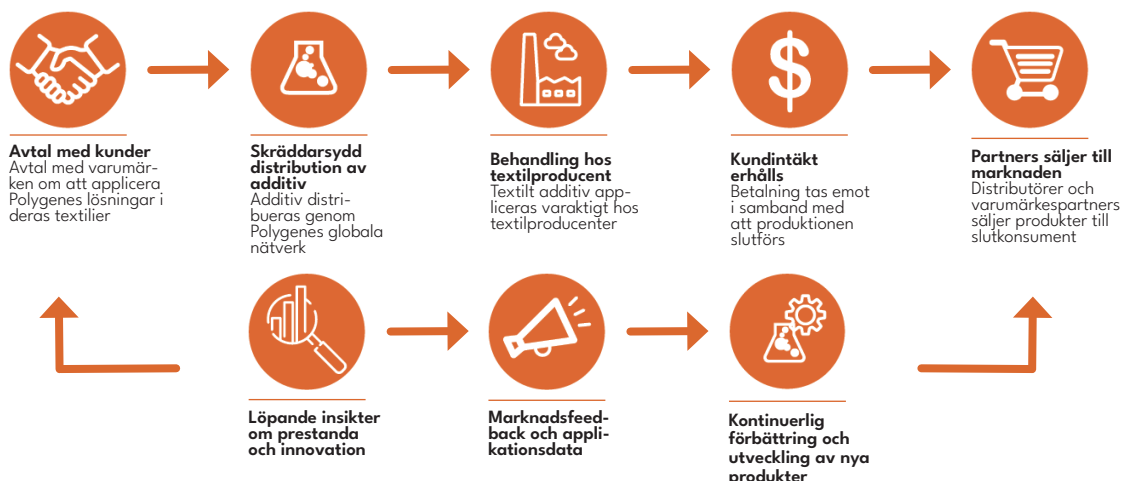 Avtal med kunder
Avtal med varumär-
ken om att applicera
Polygenes lösningar i
deras textilier
Skräddarsydd
distribution av
additiv
Additiv distri-
bueras genom
Polygenes globala
nätverk
Behandling hos
textilproducent
Textilt additiv app-
liceras varaktigt hos
textilproducenter
$
Kundintäkt
erhålls
Betalning tas emot
i samband med
att produktionen
slutförs
Partners säljer till
marknaden
Distributörer och
varumärkespartners
säljer produkter till
slutkonsument
Löpande insikter
om prestanda
och innovation
Marknadsfeed-
back och appli-
kationsdata
Kontinuerlig
förbättring och
utveckling av nya
produkter